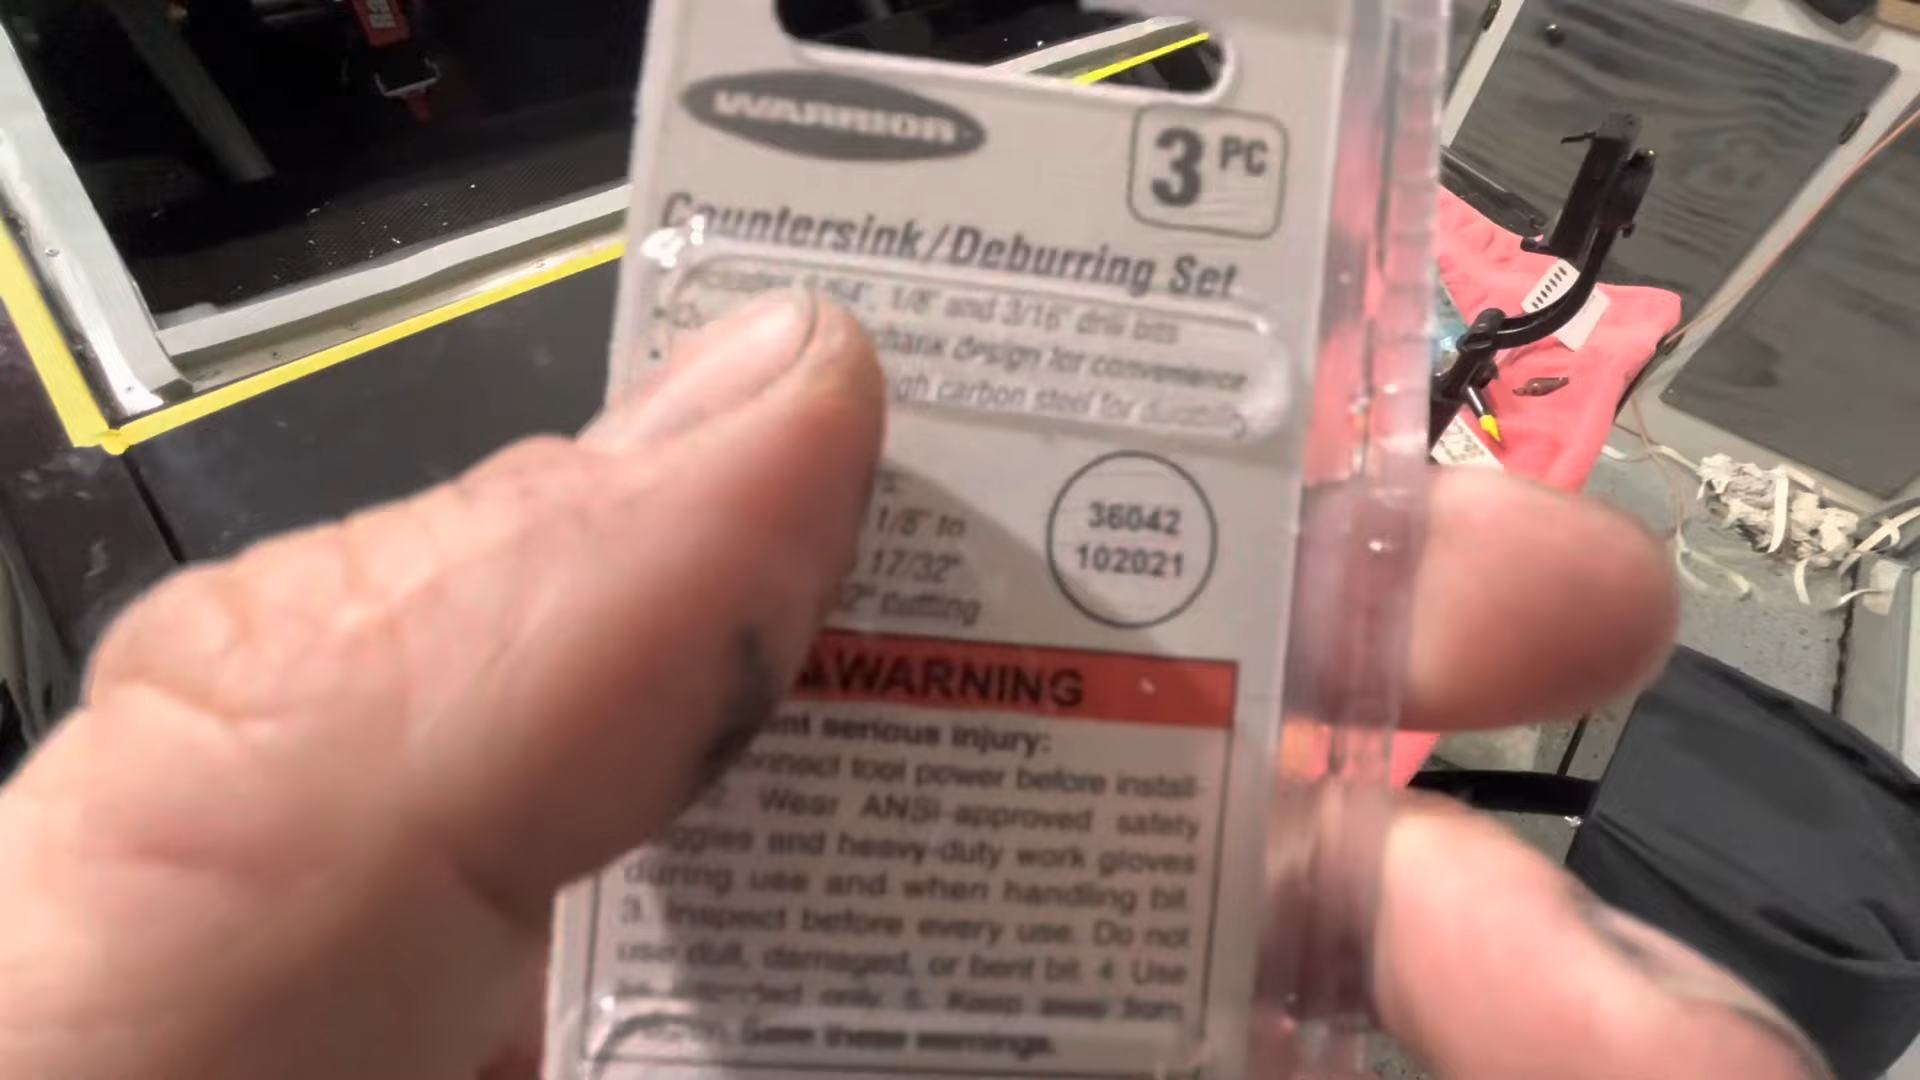 WARRIOR
3 PC
Countersink/Deburring Set
1/8" and 3/16" drill bits
design for convenience
carbon steel for durability
1/8" to
17/32"
cutting
36042
102021
WARNING
serious injury:
tool power before install-
Wear ANSI-approved safety
and heavy-duty work gloves
during use and when handling bit.
3. Inspect before every use. Do not
use dull, damaged, or bent bit. 4. Use
only. 5. Keep away from
Save these warnings.